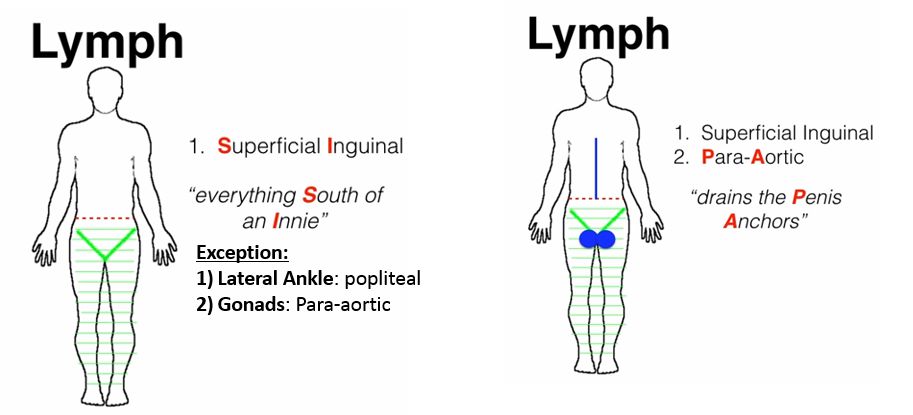 Lymph
1. Superficial Inguinal
“everything South of
an Innie”
Exception:
1) Lateral Ankle: popliteal
2) Gonads: Para-aortic
Lymph
1. Superficial Inguinal
2. Para-Aortic
“drains the Penis
Anchors”